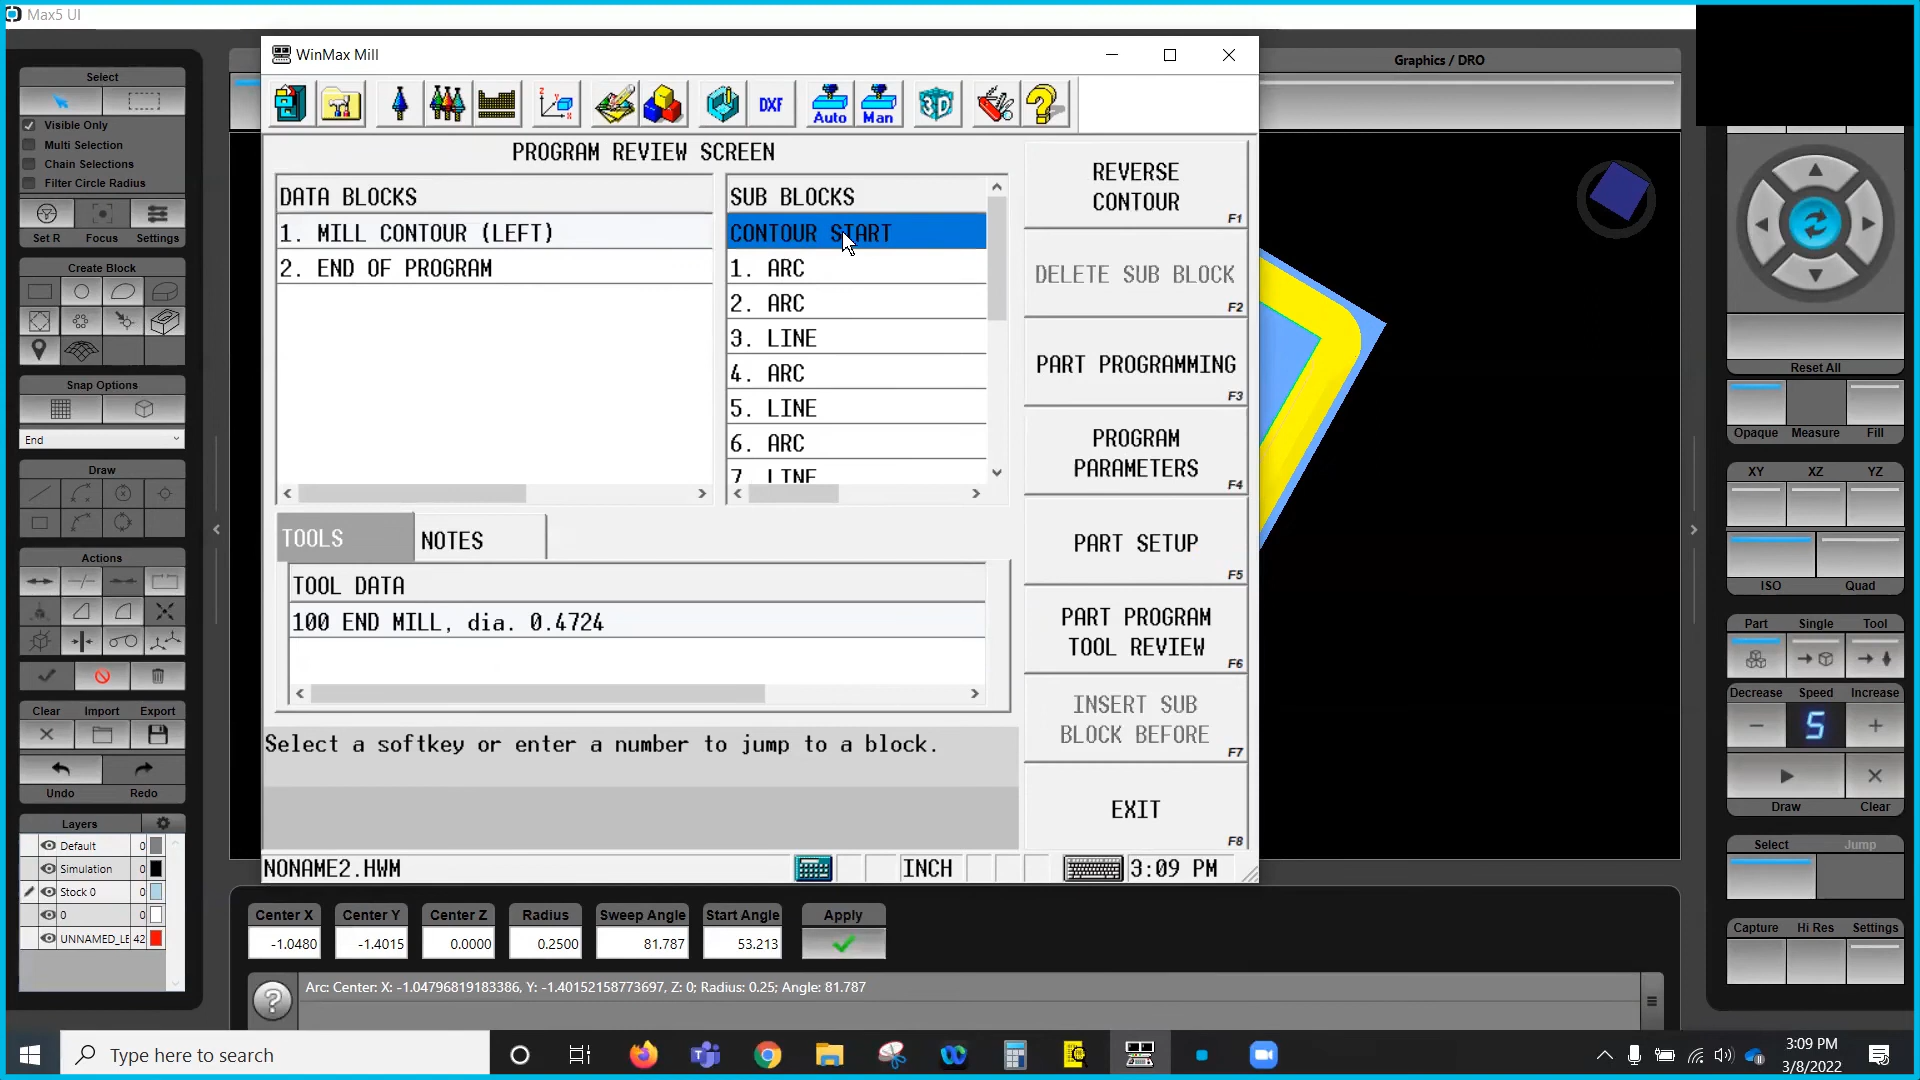 Max5 UI
WinMax Mill
Graphics / DRO
Select
Visible Only
Multi Selection
Chain Selections
Filter Circle Radius
Set R Focus Settings
Create Block
Snap Options
End
Draw
Actions
Clear Import Export
Undo Redo
Layers
Default 0
Simulation 0
Stock 0 0
0 0
UNNAMED_LE 42
DXF
Auto
Man
3D
PROGRAM REVIEW SCREEN
DATA BLOCKS
1. MILL CONTOUR (LEFT)
2. END OF PROGRAM
SUB BLOCKS
CONTOUR START
1. ARC
2. ARC
3. LINE
4. ARC
5. LINE
6. ARC
7 LINE
TOOLS
NOTES
TOOL DATA
100 END MILL, dia. 0.4724
Select a softkey or enter a number to jump to a block.
NONAME2.HWM
INCH
3:09 PM
REVERSE
CONTOUR
F1
DELETE SUB BLOCK
F2
PART PROGRAMMING
F3
PROGRAM
PARAMETERS
F4
PART SETUP
F5
PART PROGRAM
TOOL REVIEW
F6
INSERT SUB
BLOCK BEFORE
F7
EXIT
F8
Reset All
Opaque Measure Fill
XY XZ YZ
ISO Quad
Part Single Tool
Decrease Speed Increase
5
Draw Clear
Select Jump
Capture Hi Res Settings
Center X Center Y Center Z Radius Sweep Angle Start Angle Apply
-1.0480 -1.4015 0.0000 0.2500 81.787 53.213
Arc: Center: X: -1.04796819183386, Y: -1.40152158773697, Z: 0; Radius: 0.25; Angle: 81.787
Type here to search
3:09 PM
3/8/2022